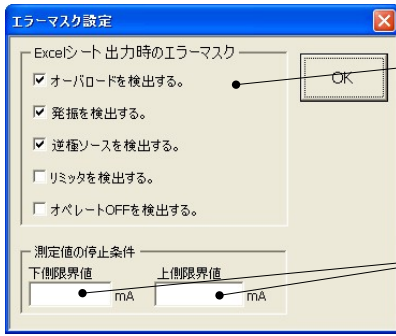 エラーマスク設定
Excelシート出力時のエラーマスク
オーバロードを検出する。
OK
発振を検出する。
逆極ソースを検出する。
リミッタを検出する。
オペレートOFFを検出する。
測定値の停止条件
下側限界値 上側限界値
mA mA